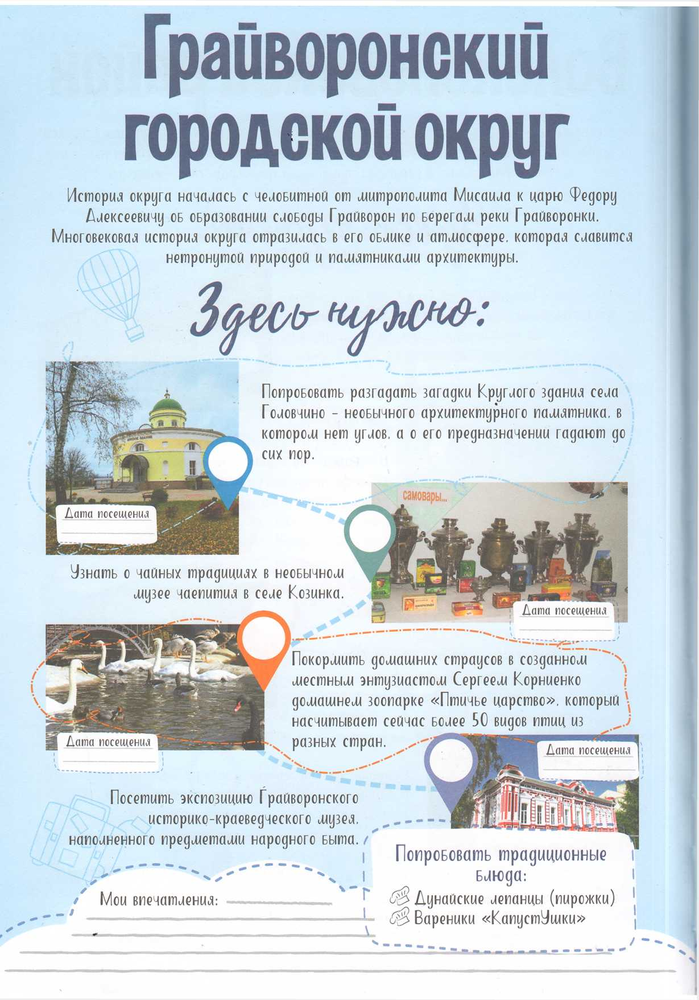 Грайворонский
городской округ
История округа началась с челобитной от митрополита Мисаила к царю Федору
Алексеевичу об образовании слободы Грайворон по берегам реки Грайворонки.
Многовековая история округа отразилась в его облике и атмосфере, которая славится
нетронутой природой и памятниками архитектуры.
Здесь нужно:
Попробовать разгадать загадки Круглого здания села
Головчино – необычного архитектурного памятника, в
котором нет углов, а о его предназначении гадают до
сих пор.
КРУГЛОЕ ЗДАНИЕ
Дата посещения
самовары...
Узнать о чайных традициях в необычном
музее чаепития в селе Козинка.
Дата посещения
Покормить домашних страусов в созданном
местным энтузиастом Сергеем Корниенко
домашнем зоопарке «Птичье царство», который
насчитывает сейчас более 50 видов птиц из
разных стран.
Дата посещения
Дата посещения
Посетить экспозицию Грайворонского
историко-краеведческого музея,
наполненного предметами народного быта.
Попробовать традиционные
блюда:
Дунайские лепанцы (пирожки)
Вареники «КапустУшки»
Мои впечатления: